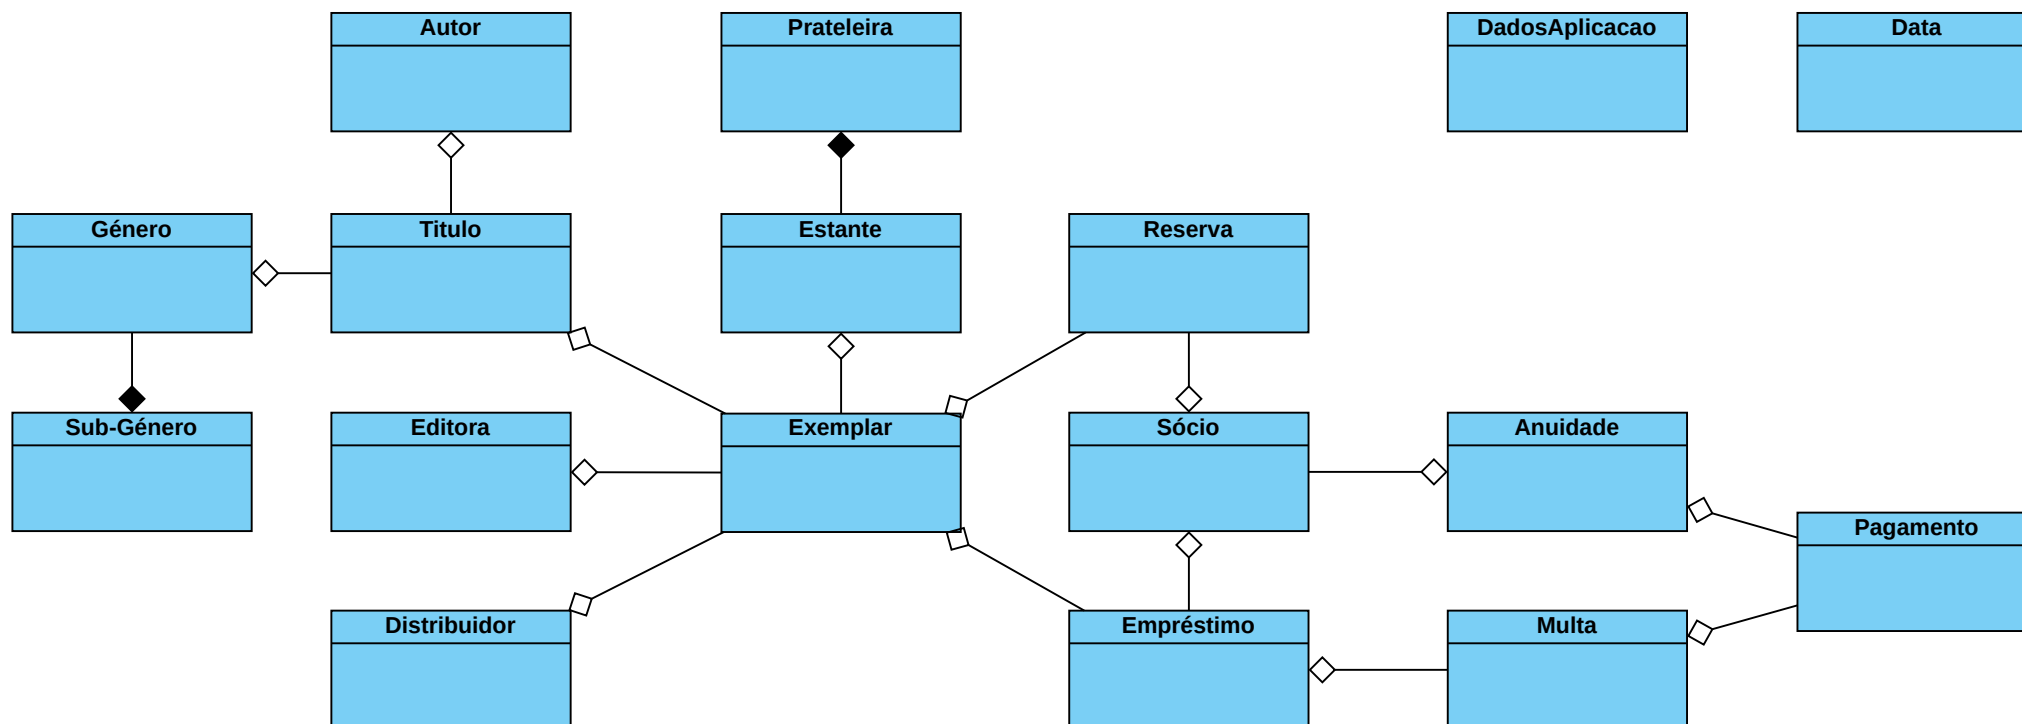 Autor
Prateleira
DadosAplicacao
Data
Género
Titulo
Estante
Reserva
Sub-Género
Editora
Exemplar
Sócio
Anuidade
Pagamento
Distribuidor
Empréstimo
Multa